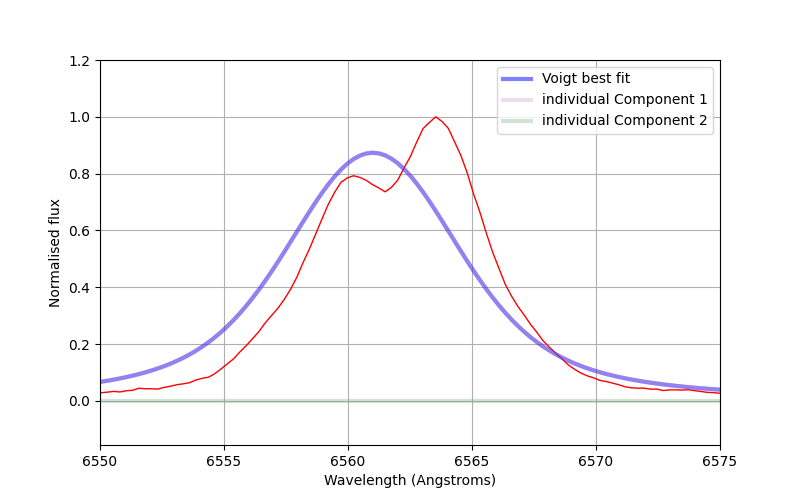 1.2
1.0
0.8
0.6
0.4
0.2
0.0
Normalised flux
Voigt best fit
individual Component 1
individual Component 2
6550 6555 6560 6565 6570 6575
Wavelength (Angstroms)